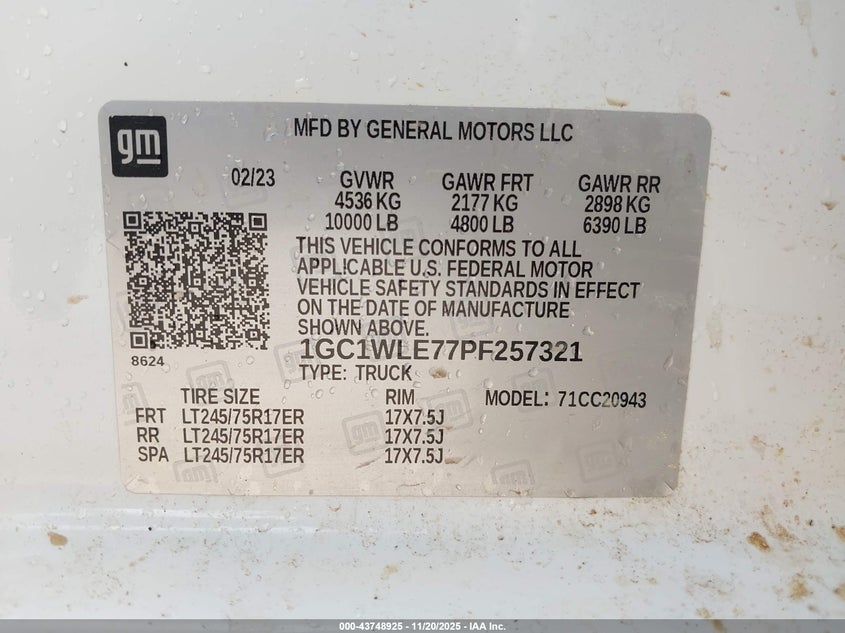 gm
MFD BY GENERAL MOTORS LLC
02/23 GVWR GAWR FRT GAWR RR
4536 KG 2177 KG 2898 KG
10000 LB 4800 LB 6390 LB
THIS VEHICLE CONFORMS TO ALL
APPLICABLE U.S. FEDERAL MOTOR
VEHICLE SAFETY STANDARDS IN EFFECT
ON THE DATE OF MANUFACTURE
SHOWN ABOVE.
8624
1GC1WLE77PF257321
TYPE: TRUCK
TIRE SIZE RIM MODEL: 71CC20943
FRT LT245/75R17ER 17X7.5J
RR LT245/75R17ER 17X7.5J
SPA LT245/75R17ER 17X7.5J
000-43748925 - 11/20/2025 - IAA Inc.